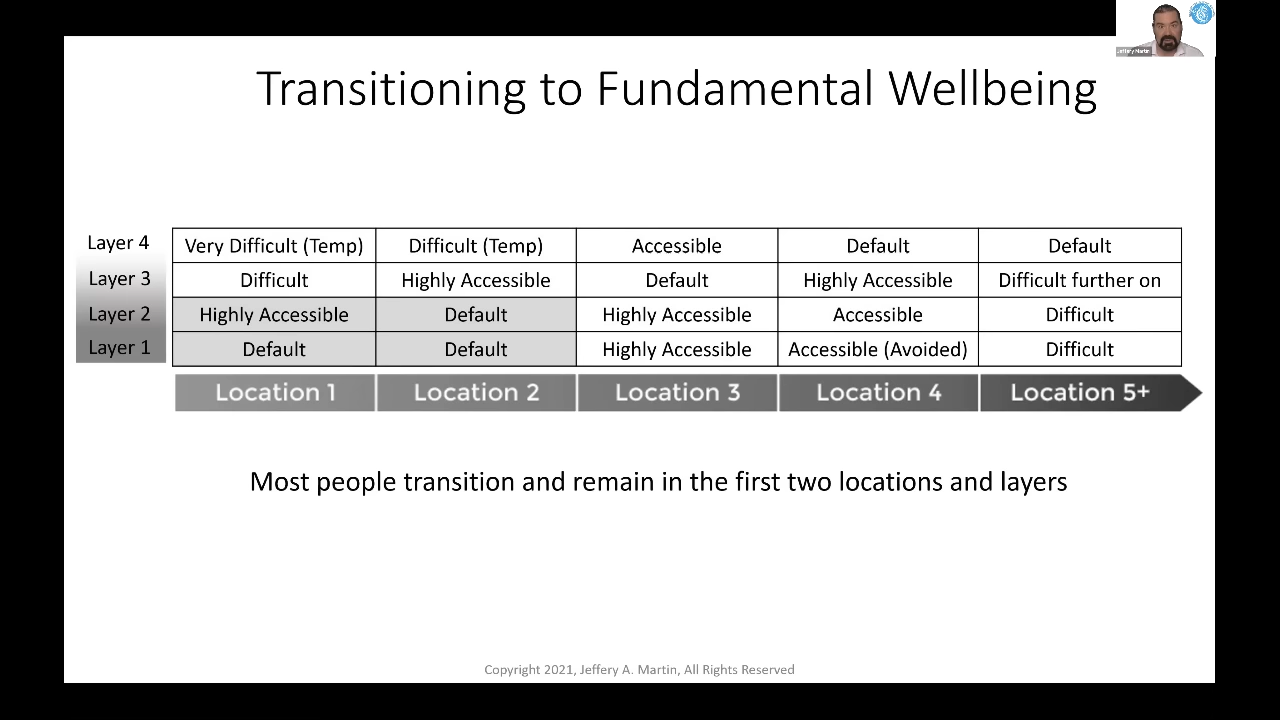 Jeffery Martin
Transitioning to Fundamental Wellbeing
Layer 4 Very Difficult (Temp) Difficult (Temp) Accessible Default Default
Layer 3 Difficult Highly Accessible Default Highly Accessible Difficult further on
Layer 2 Highly Accessible Default Highly Accessible Accessible Difficult
Layer 1 Default Default Highly Accessible Accessible (Avoided) Difficult
Location 1 Location 2 Location 3 Location 4 Location 5+
Most people transition and remain in the first two locations and layers
Copyright 2021, Jeffery A. Martin, All Rights Reserved